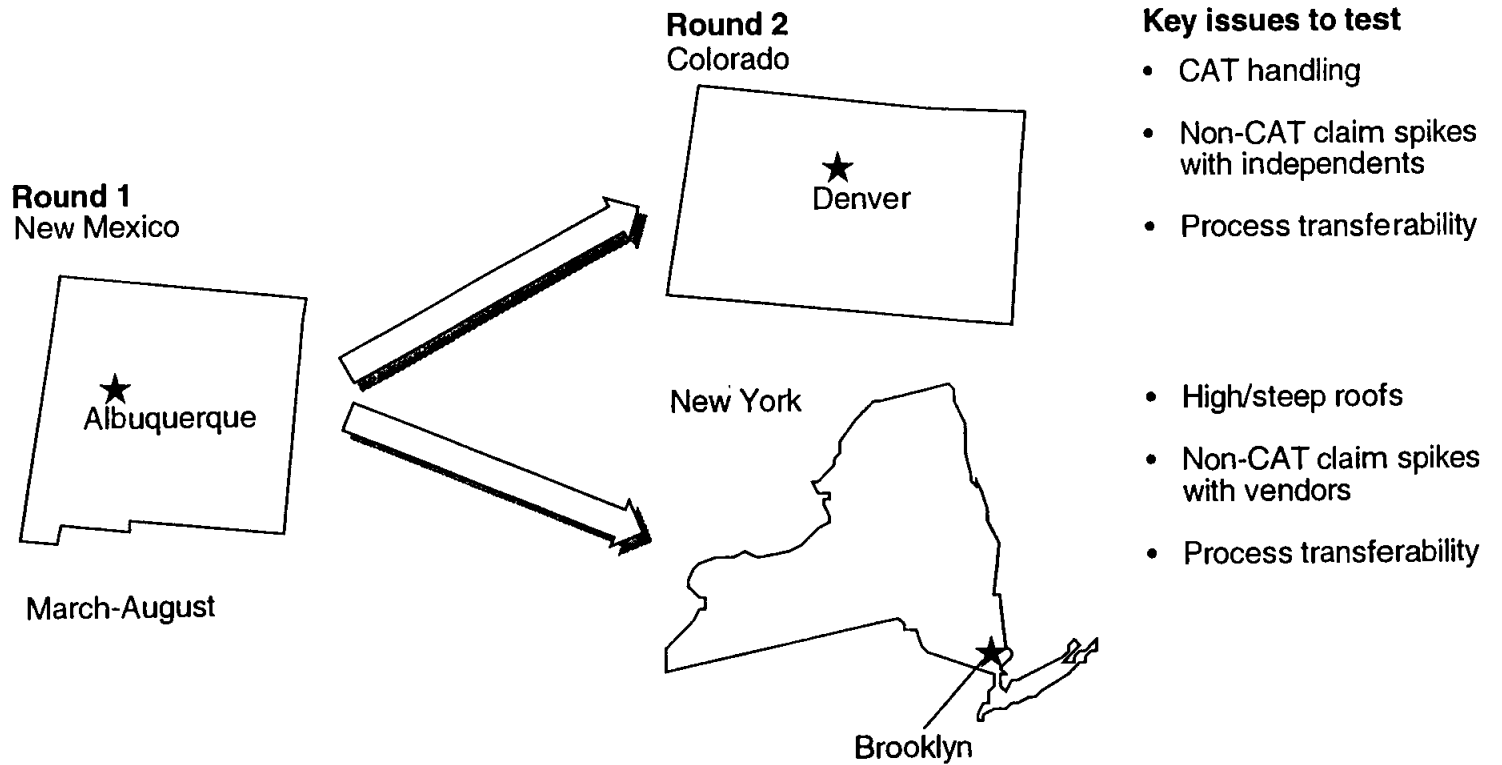 Round 1
New Mexico
Albuquerque
March-August
Round 2
Colorado
Denver
New York
Brooklyn
Key issues to test
• CAT handling
• Non-CAT claim spikes
with independents
• Process transferability
• High/steep roofs
• Non-CAT claim spikes
with vendors
• Process transferability